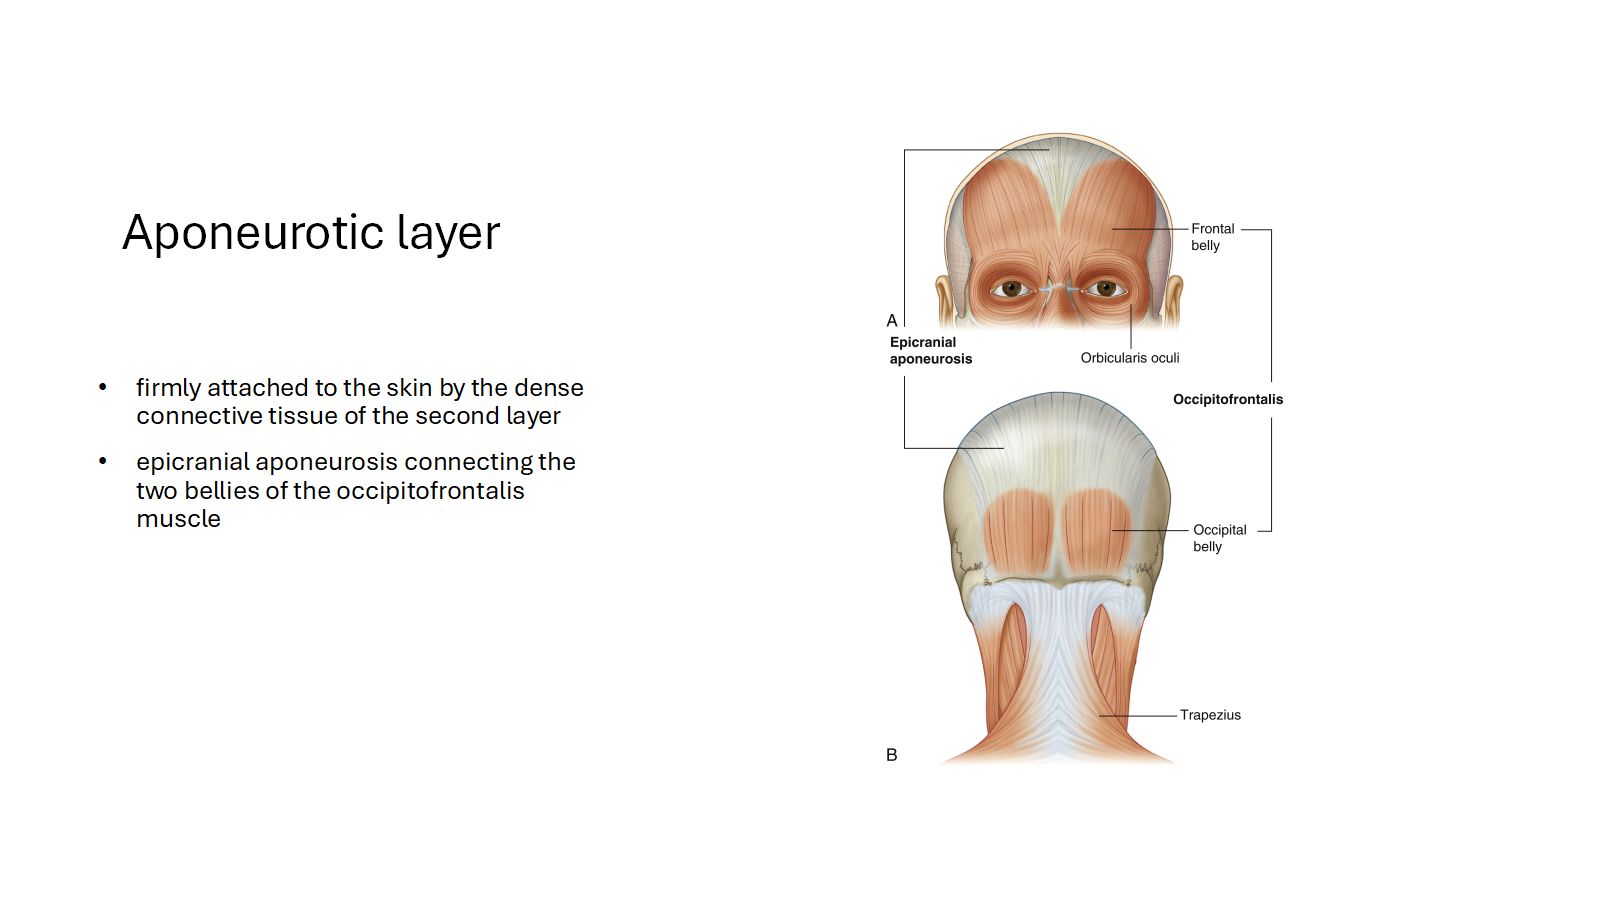 Aponeurotic layer
• firmly attached to the skin by the dense
connective tissue of the second layer
• epicranial aponeurosis connecting the
two bellies of the occipitofrontalis
muscle
Frontal
belly
A
Epicranial
aponeurosis
Orbicularis oculi
Occipitofrontalis
Occipital
belly
Trapezius
B